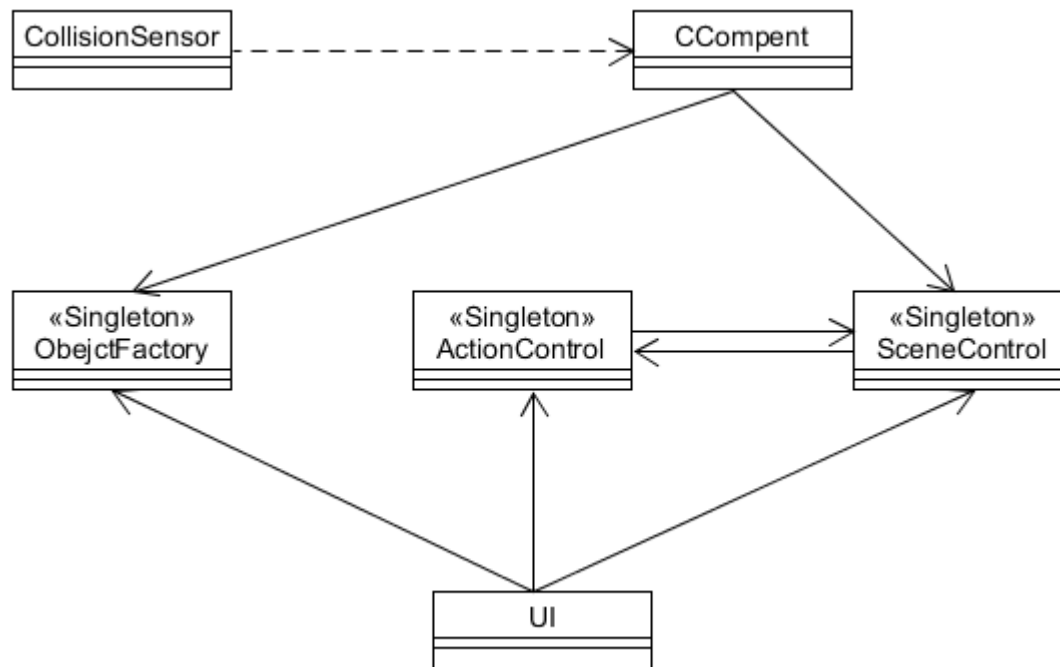 CollisionSensor
CCompent
«Singleton»
ObejctFactory
«Singleton»
ActionControl
«Singleton»
SceneControl
UI